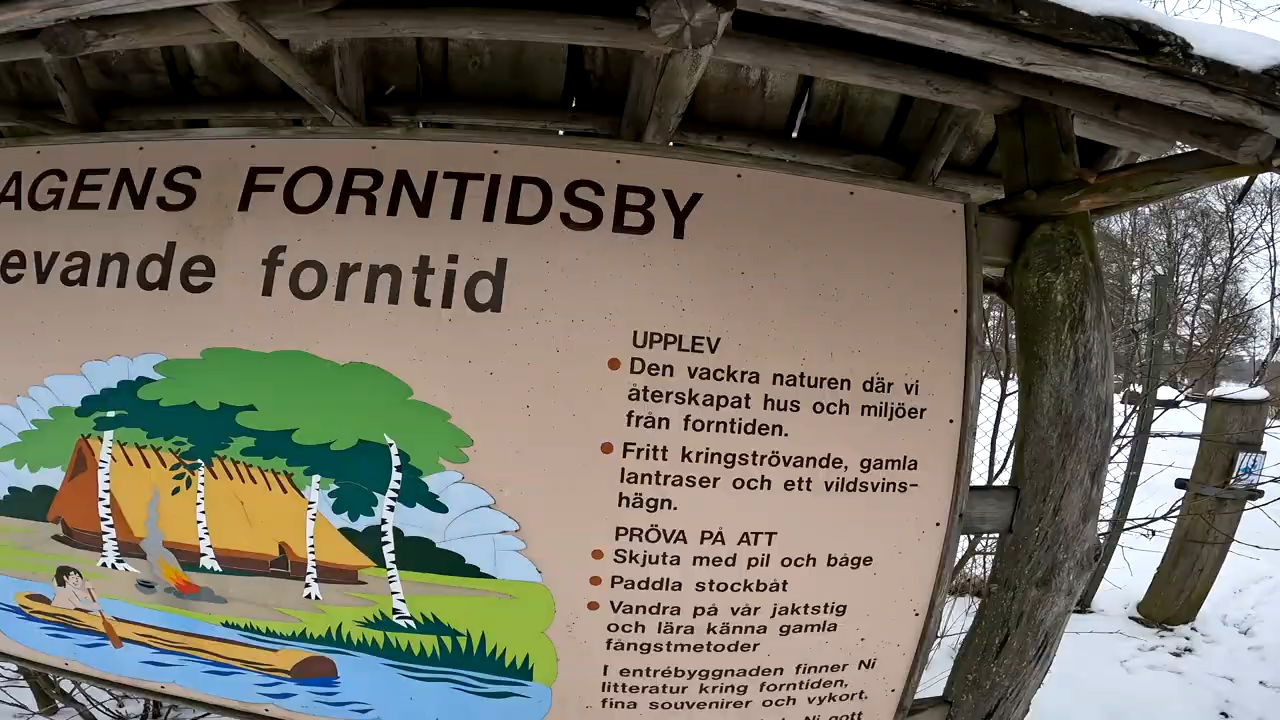 AGENS FORNTIDSBY
evande forntid
UPPLEV
Den vackra naturen där vi
återskapat hus och miljöer
från forntiden.
Fritt kringströvande, gamla
lantraser och ett vildsvins-
hägn.
PRÖVA PÅ ATT
Skjuta med pil och båge
Paddla stockbåt
Vandra på vår jaktstig
och lära känna gamla
fångstmetoder
I entrébyggnaden finner Ni
litteratur kring forntiden,
fina souvenirer och vykort.
Ni gott